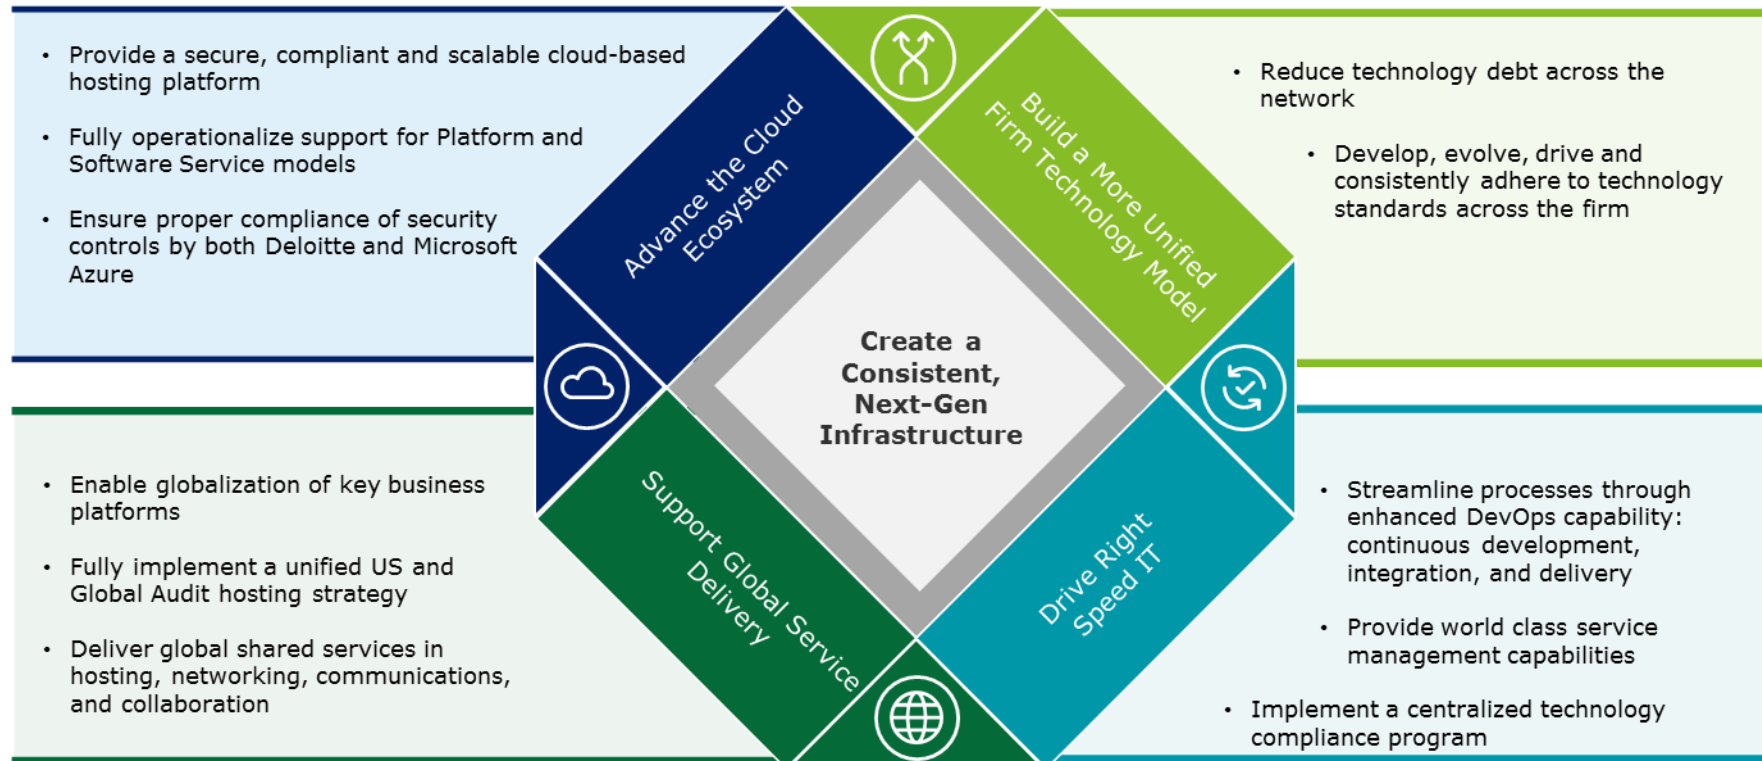 • Provide a secure, compliant and scalable cloud-based
hosting platform
• Fully operationalize support for Platform and
Software Service models
• Ensure proper compliance of security
controls by both Deloitte and Microsoft
Azure
Advance the Cloud
Ecosystem
Build a More Unified
Firm Technology Model
• Reduce technology debt across the
network
• Develop, evolve, drive and
consistently adhere to technology
standards across the firm
Create a
Consistent,
Next-Gen
Infrastructure
• Enable globalization of key business
platforms
• Fully implement a unified US and
Global Audit hosting strategy
• Deliver global shared services in
hosting, networking, communications,
and collaboration
Support Global Service
Delivery
Drive Right
Speed IT
• Streamline processes through
enhanced DevOps capability:
continuous development,
integration, and delivery
• Provide world class service
management capabilities
• Implement a centralized technology
compliance program